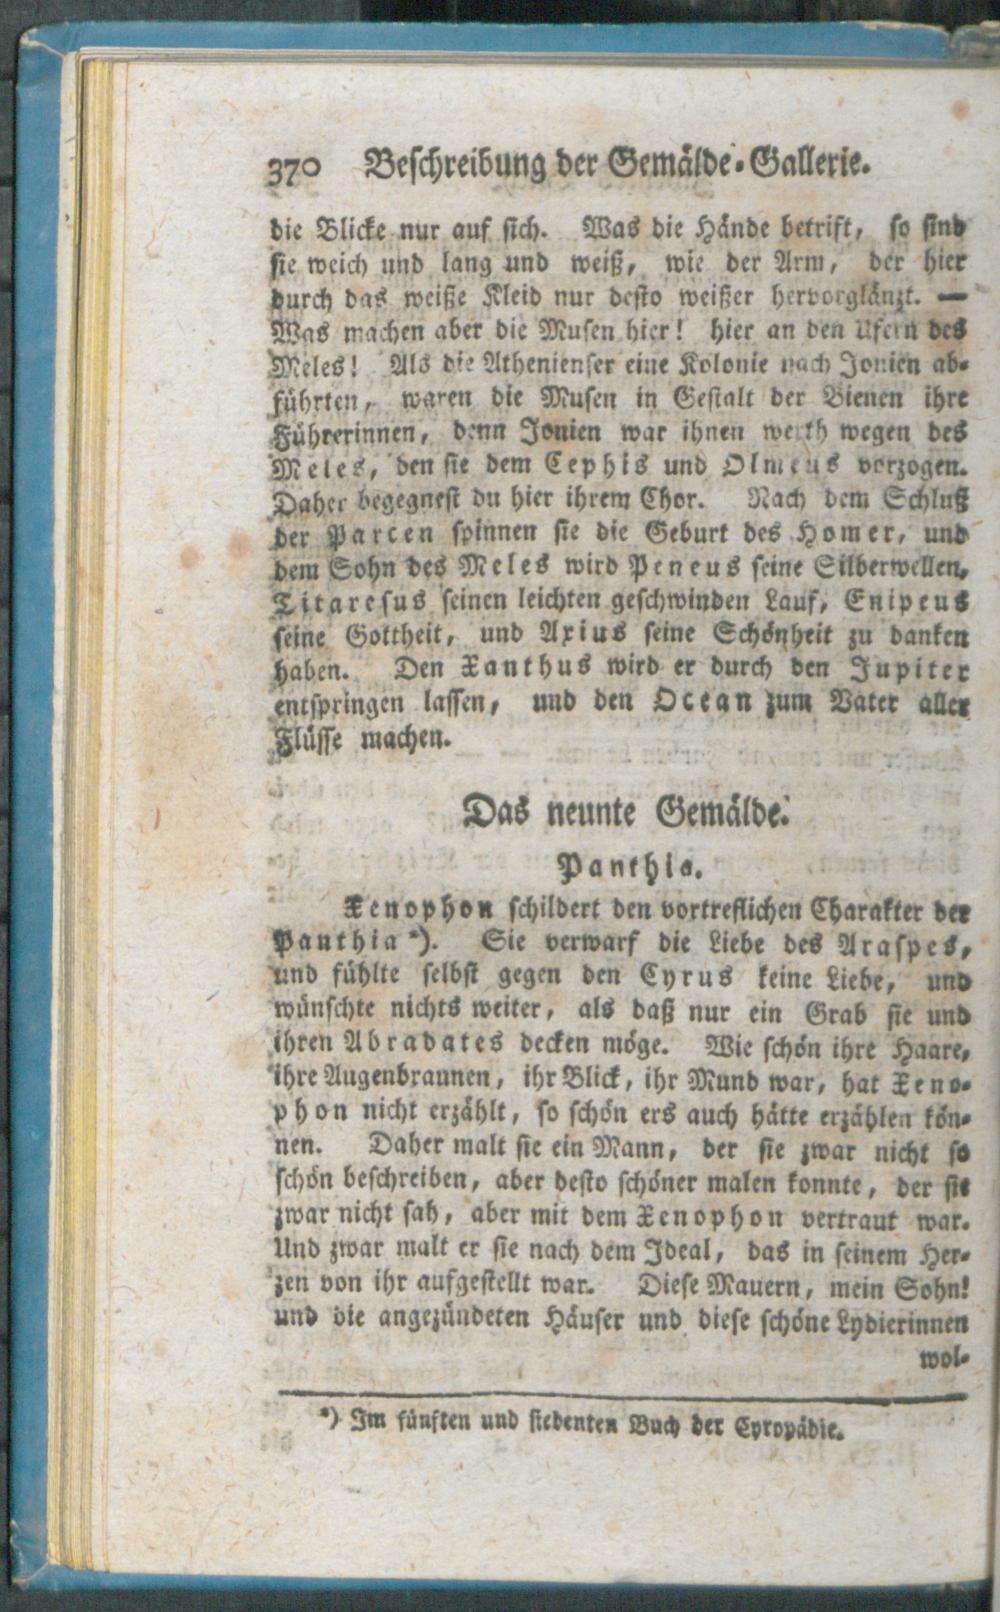 370 Beschreibung der Gemälde-Gallerie.
die Blicke nur auf sich. Was die Hände betrift, so sind
sie weich und lang und weiß, wie der Arm, der hier
durch das weiße Kleid nur desto weißer hervorglänzt. —
Was machen aber die Musen hier! hier an den Ufern des
Meles! Als die Athenienser eine Kolonie nach Jonien ab-
führten, waren die Musen in Gestalt der Bienen ihre
Führerinnen, denn Jonien war ihnen werth wegen des
Meles, den sie dem Cephis und Olmeus vorzogen.
Daher begegnest du hier ihrem Chor. Nach dem Schluß
der Parcen spinnen sie die Geburt des Homer, und
dem Sohn des Meles wird Peneus seine Silberwellen,
Titaresus seinen leichten geschwinden Lauf, Enipeus
seine Gottheit, und Axius seine Schönheit zu danken
haben. Den Xanthus wird er durch den Jupiter
entspringen lassen, und den Ocean zum Vater aller
Flüsse machen.
Das neunte Gemälde.
Panthia.
Xenophon schildert den vortreflichen Charakter der
Panthia *). Sie verwarf die Liebe des Araspes,
und fühlte selbst gegen den Cyrus keine Liebe, und
wünschte nichts weiter, als daß nur ein Grab sie und
ihren Abradates decken möge. Wie schön ihre Haare,
ihre Augenbraunen, ihr Blick, ihr Mund war, hat Xeno-
phon nicht erzählt, so schön ers auch hätte erzählen kön-
nen. Daher malt sie ein Mann, der sie zwar nicht so
schön beschreiben, aber desto schöner malen konnte, der sie
zwar nicht sah, aber mit dem Xenophon vertraut war.
Und zwar malt er sie nach dem Ideal, das in seinem Her-
zen von ihr aufgestellt war. Diese Mauern, mein Sohn!
und die angezündeten Häuser und diese schöne Lydierinnen
wol-
*) Im fünften und siebenten Buch der Cyropädie.